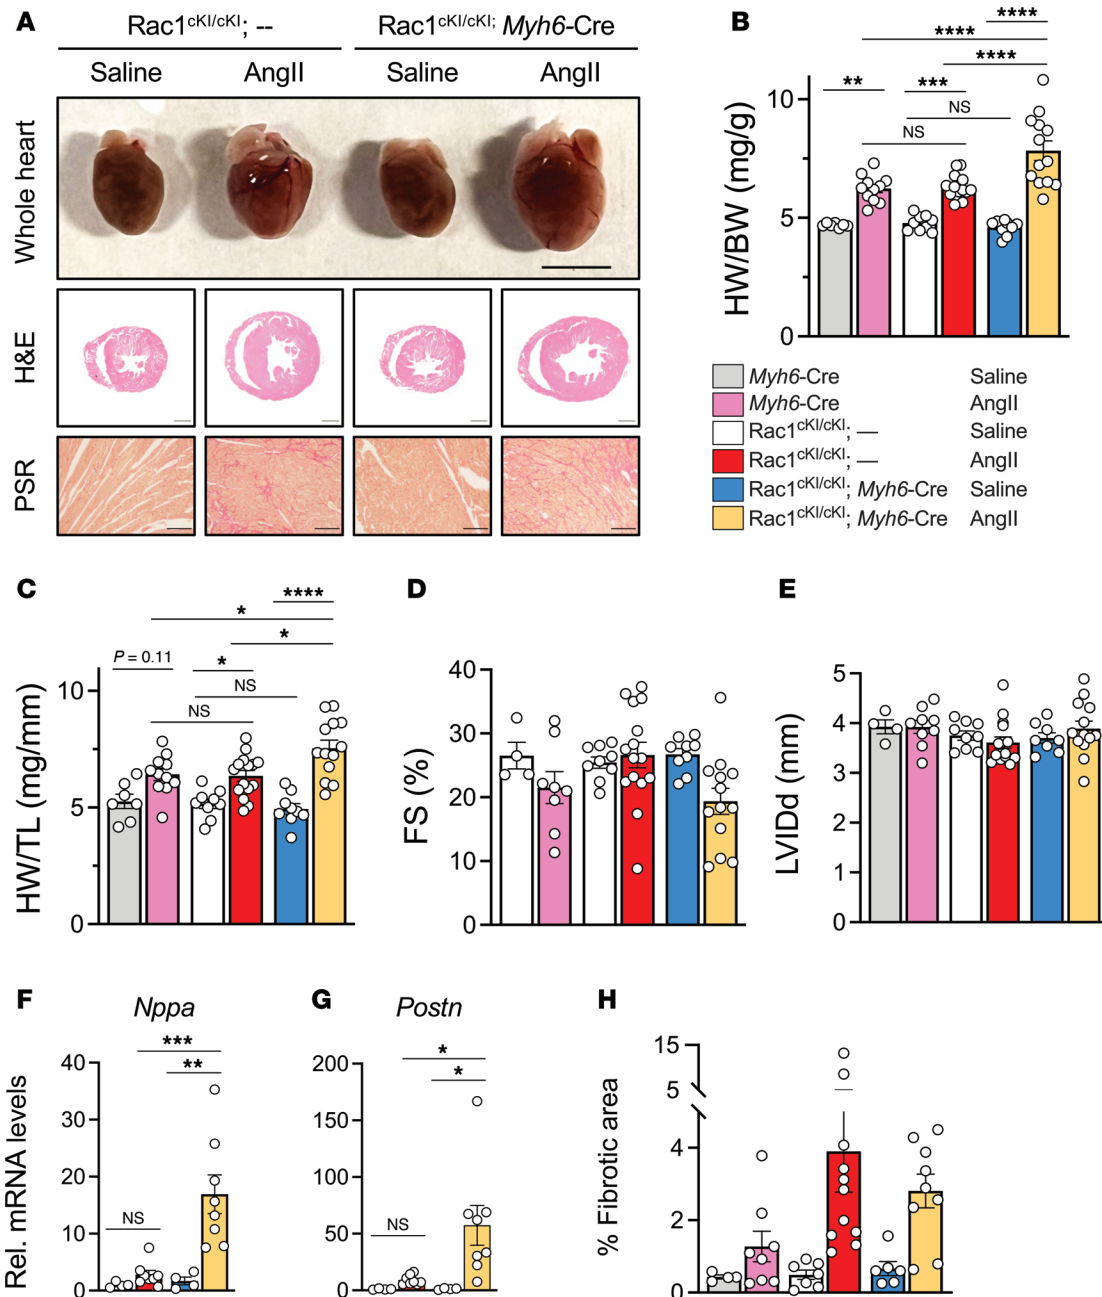 A
Rac1cKI/cKI; --
Rac1cKI/cKI; Myh6-Cre
Saline
AngII
Saline
AngII
Whole heart
H&E
PSR
B
****
****
****
**
***
NS
NS
HW/BW (mg/g)
10
5
0
Myh6-Cre Saline
Myh6-Cre AngII
Rac1cKI/cKI; — Saline
Rac1cKI/cKI; — AngII
Rac1cKI/cKI; Myh6-Cre Saline
Rac1cKI/cKI; Myh6-Cre AngII
C
****
*
*
P = 0.11
*
NS
NS
HW/TL (mg/mm)
10
5
0
D
FS (%)
40
30
20
10
0
E
LVIDd (mm)
5
4
3
2
1
0
F
Nppa
***
**
NS
Rel. mRNA levels
40
30
20
10
0
G
Postn
*
*
NS
200
150
100
50
0
H
% Fibrotic area
15
5
4
2
0